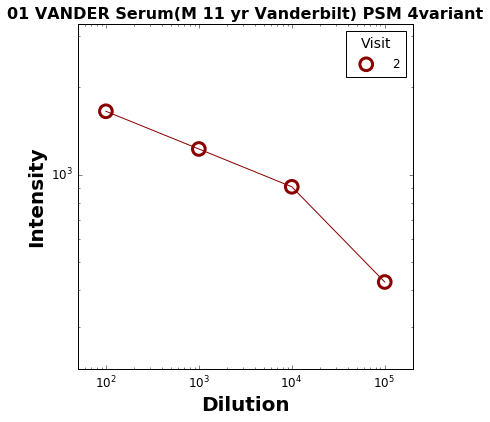 01 VANDER Serum(M 11 yr Vanderbilt) PSM 4variant
Visit
2
10³
Intensity
10² 10³ 10⁴ 10⁵
Dilution